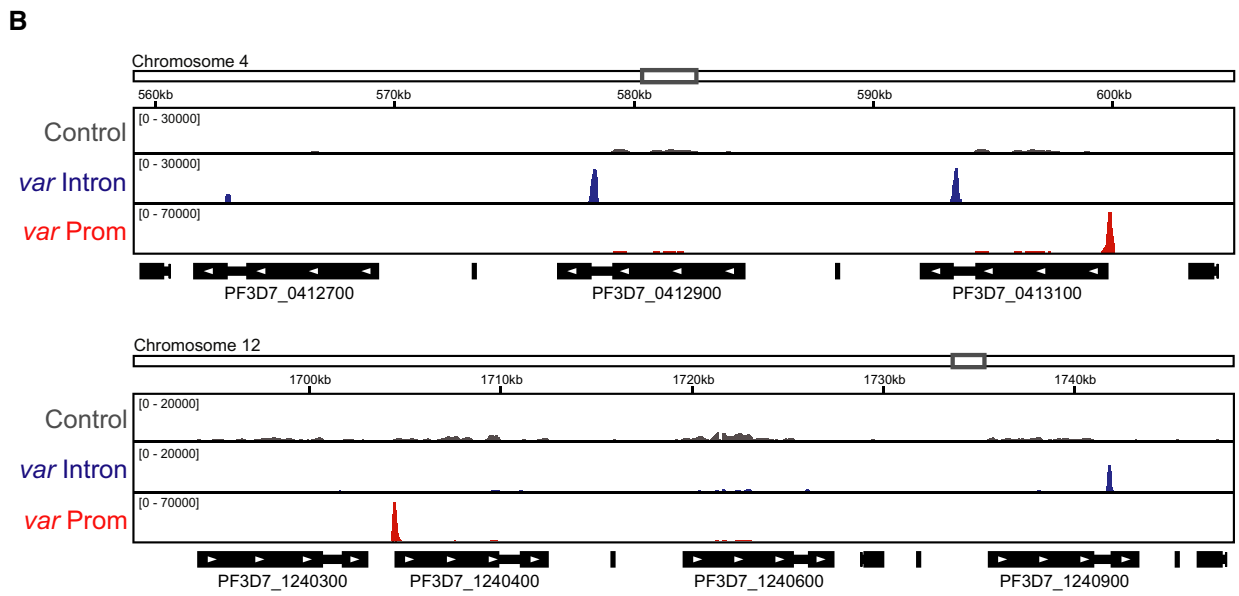 B
Chromosome 4
560kb 570kb 580kb 590kb 600kb
Control [0 - 30000]
var Intron [0 - 30000]
var Prom [0 - 70000]
PF3D7_0412700 PF3D7_0412900 PF3D7_0413100
Chromosome 12
1700kb 1710kb 1720kb 1730kb 1740kb
Control [0 - 20000]
var Intron [0 - 20000]
var Prom [0 - 70000]
PF3D7_1240300 PF3D7_1240400 PF3D7_1240600 PF3D7_1240900